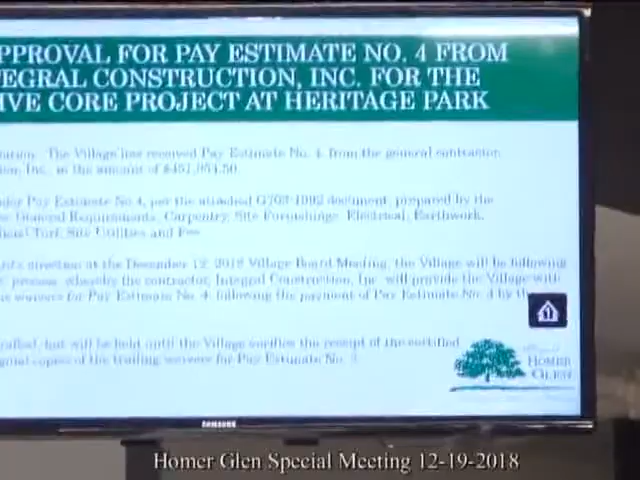 PPROVAL FOR PAY ESTIMATE NO. 4 FROM
TEGRAL CONSTRUCTION, INC. FOR THE
IVE CORE PROJECT AT HERITAGE PARK
The Village has received Pay Estimate No. 4 from the general contractor,
Inc., in the amount of
Pay Estimate No. 4, per the attached G703-1992 document, prepared by the
General Requirements, Carpentry, Site Furnishings, Electrical, Earthwork,
Turf, Site Utilities and Fee
direction at the December 12, 2018 Village Board Meeting, the Village will be following
process, whereby the contractor, Integral Construction, Inc. will provide the Village with
waivers for Pay Estimate No. 4, following the payment of Pay Estimate No. 4 by the
but will be held until the Village verifies the receipt of the certified
copies of the trailing waivers for Pay Estimate No.
HOMER
GLEN
SAMSUNG
Homer Glen Special Meeting 12-19-2018